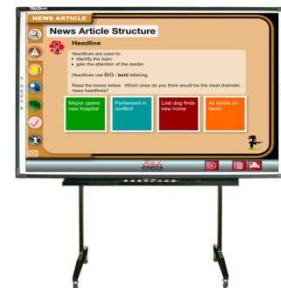 NEWS ARTICLE
News Article Structure
Headline
Headlines are used to:
• identify the topic
• gain the attention of the reader
Headlines use BIG / bold lettering.
Read the boxes below. Which ones do you think would be the most dramatic
news headlines?
Mayor opens
new hospital
Parliament in
conflict!
Lost dog finds
new home
All hands on
deck!